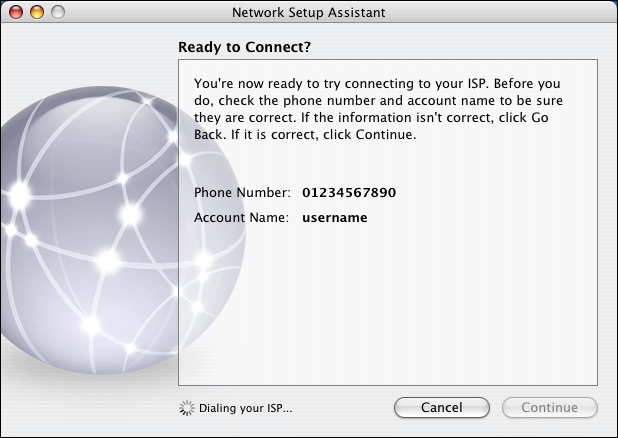 Network Setup Assistant
Ready to Connect?
You're now ready to try connecting to your ISP. Before you
do, check the phone number and account name to be sure
they are correct. If the information isn't correct, click Go
Back. If it is correct, click Continue.
Phone Number: 01234567890
Account Name: username
Dialing your ISP...
Cancel
Continue